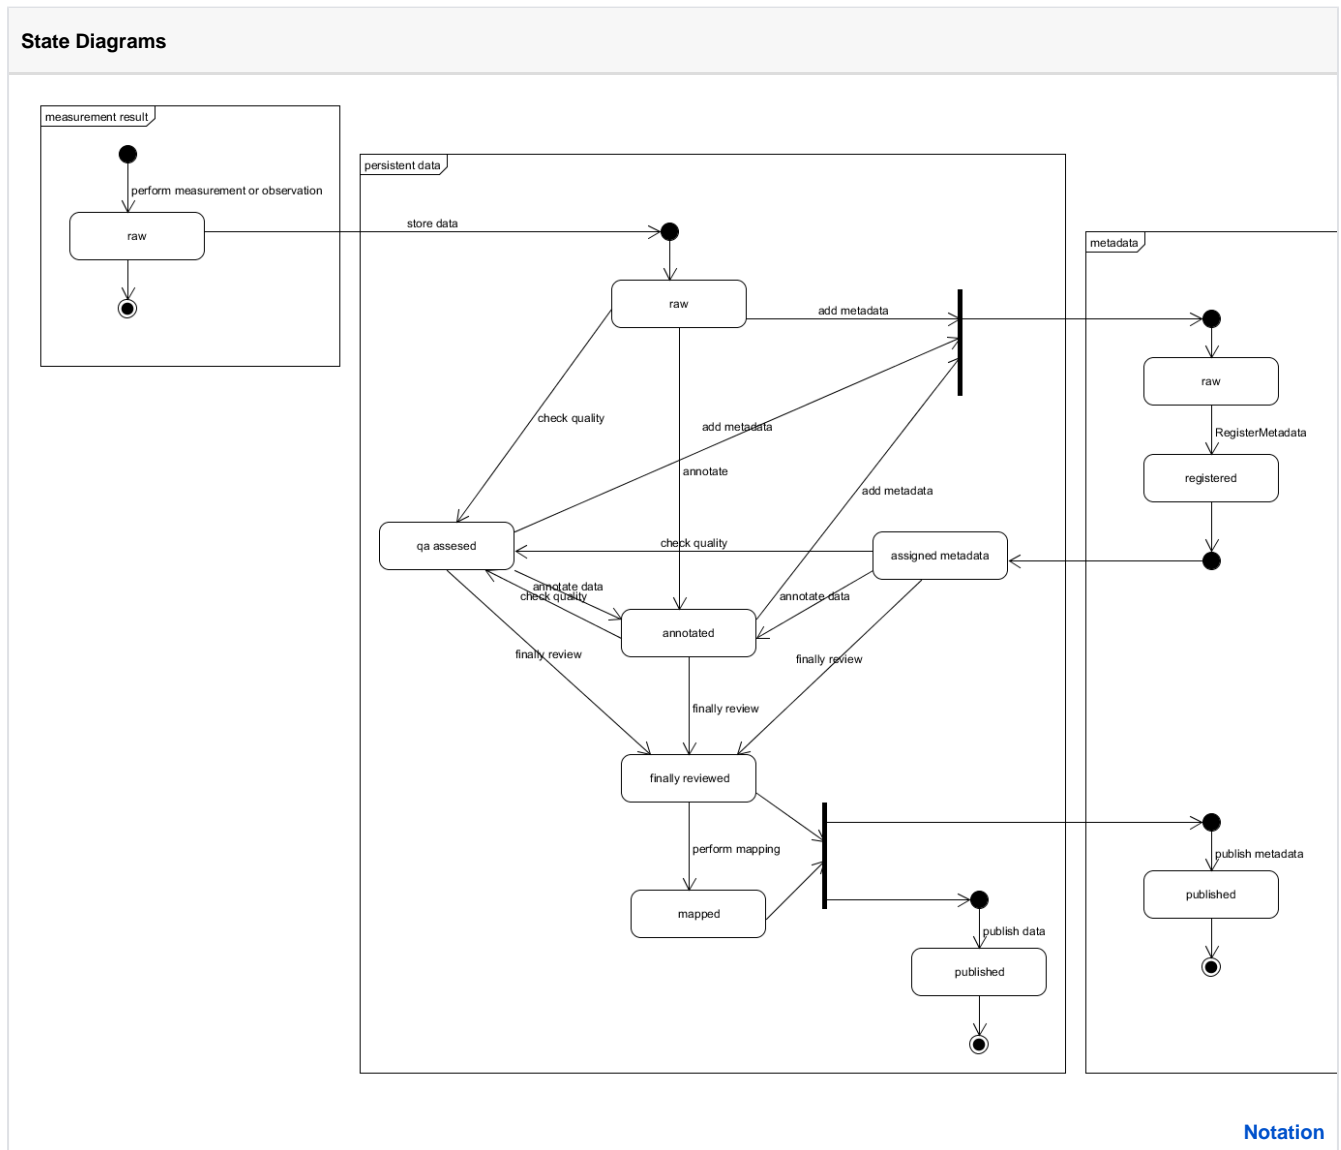 State Diagrams
measurement result
perform measurement or observation
raw
persistent data
store data
raw
add metadata
metadata
raw
check quality
add metadata
RegisterMetadata
annotate
registered
add metadata
qa assesed
check quality
assigned metadata
annotate data
check quality
annotate data
annotated
finally review
finally review
finally review
finally reviewed
perform mapping
publish metadata
published
mapped
publish data
published
Notation